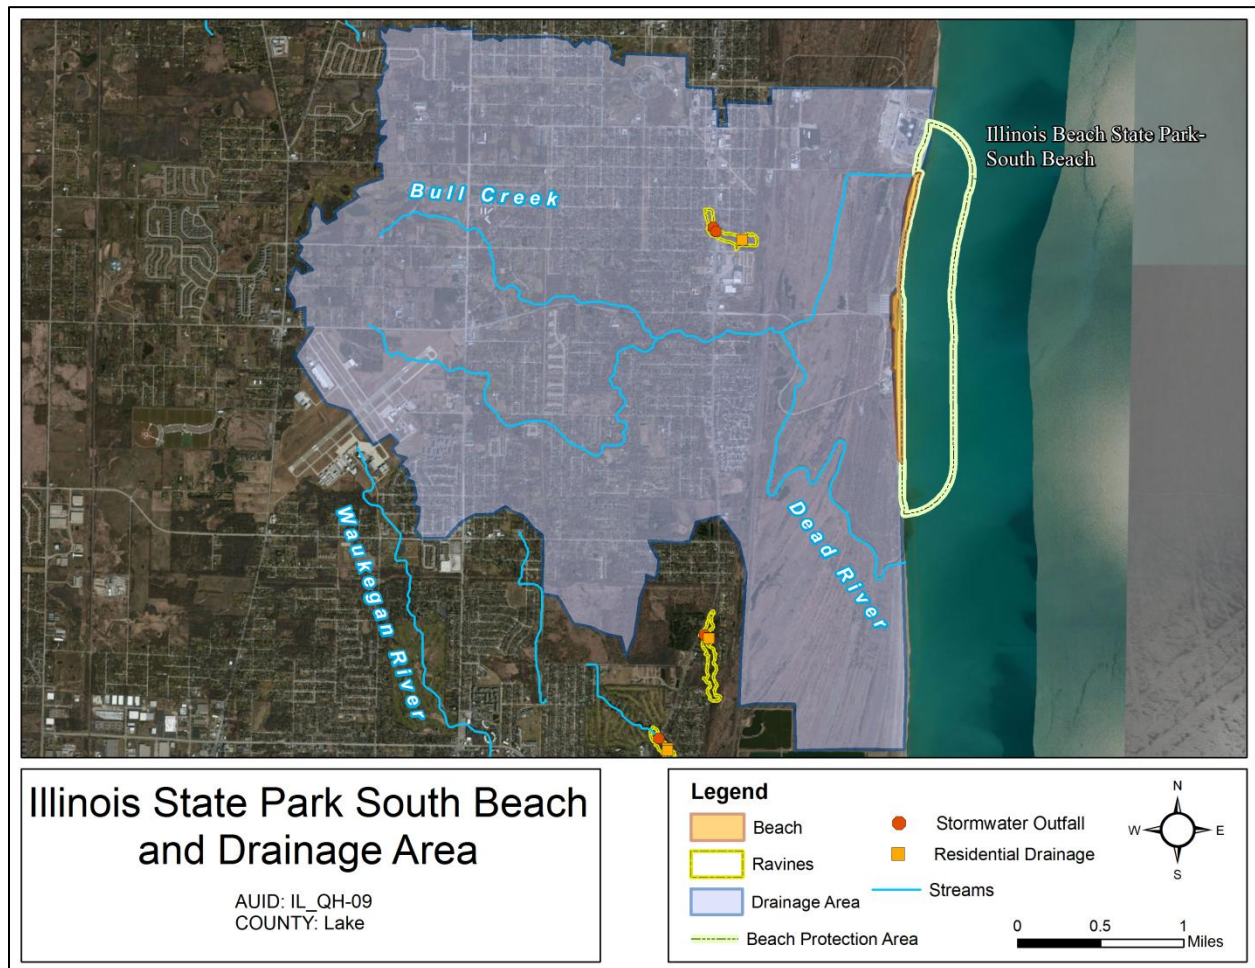 Illinois Beach State Park-
South Beach
Bull Creek
Dead River
Waukegan River
Illinois State Park South Beach
and Drainage Area
AUID: IL_QH-09
COUNTY: Lake
Legend
Beach
Ravines
Drainage Area
Beach Protection Area
Stormwater Outfall
Residential Drainage
Streams
N
W
E
S
0 0.5 1
Miles